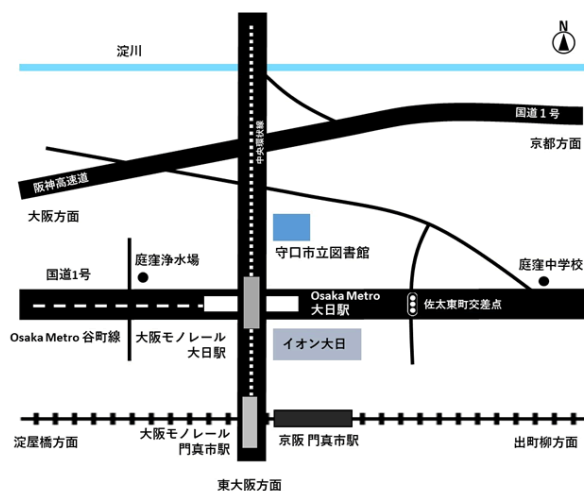 N
淀川
国道１号
中央環状線
京都方面
阪神高速道
大阪方面
守口市立図書館
庭窪浄水場
庭窪中学校
国道1号
Osaka Metro
大日駅
佐太東町交差点
Osaka Metro 谷町線
大阪モノレール
大日駅
イオン大日
淀屋橋方面
大阪モノレール
門真市駅
京阪 門真市駅
出町柳方面
東大阪方面